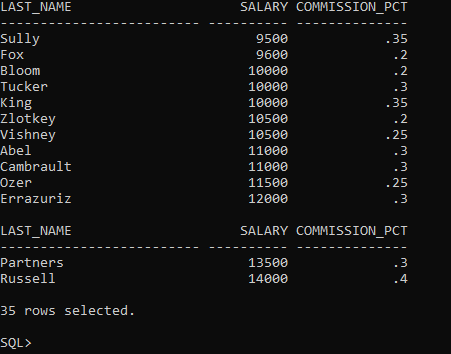 LAST_NAME                     SALARY COMMISSION_PCT
------------------------- ---------- --------------
Sully                           9500            .35
Fox                             9600             .2
Bloom                          10000             .2
Tucker                         10000             .3
King                           10000            .35
Zlotkey                        10500             .2
Vishney                        10500            .25
Abel                           11000             .3
Cambrault                      11000             .3
Ozer                           11500            .25
Errazuriz                      12000             .3

LAST_NAME                     SALARY COMMISSION_PCT
------------------------- ---------- --------------
Partners                       13500             .3
Russell                        14000             .4

35 rows selected.

SQL>